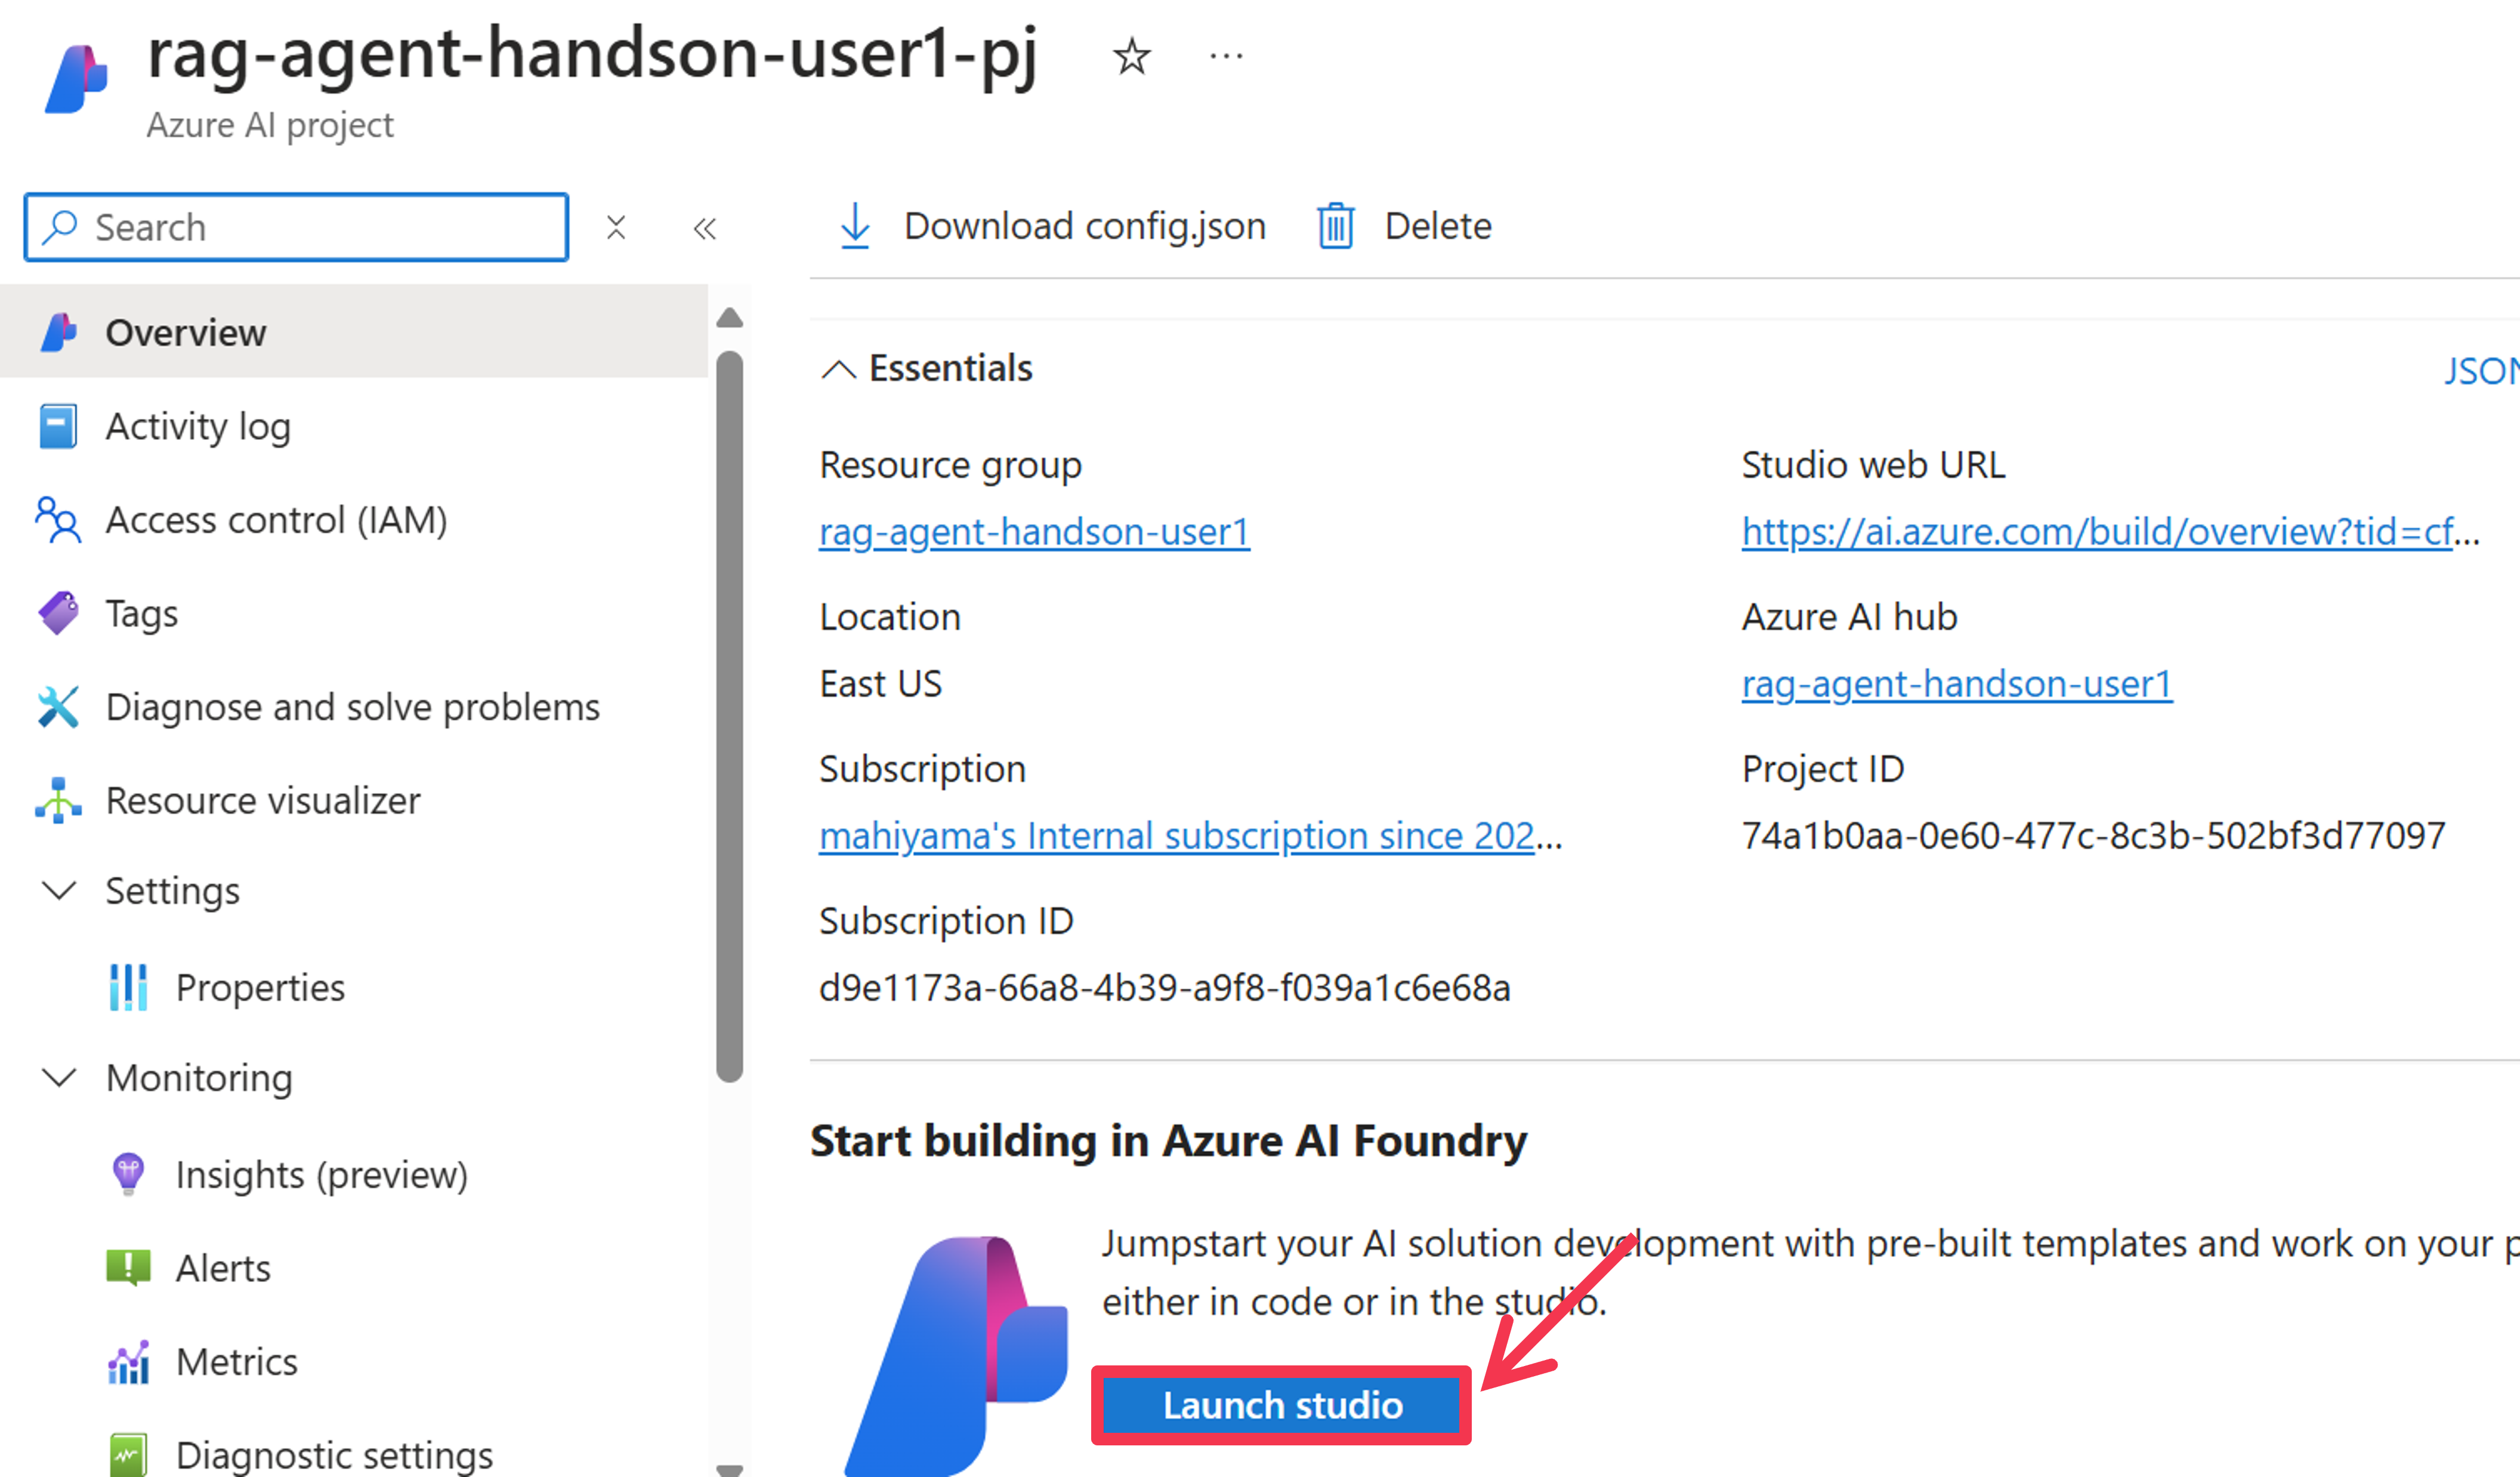 rag-agent-handson-user1-pj
Azure AI project
Search
Download config.json
Delete
Overview
Activity log
Access control (IAM)
Tags
Diagnose and solve problems
Resource visualizer
Settings
Properties
Monitoring
Insights (preview)
Alerts
Metrics
Diagnostic settings
Essentials
JSON
Resource group
rag-agent-handson-user1
Location
East US
Subscription
mahiyama's Internal subscription since 202...
Subscription ID
d9e1173a-66a8-4b39-a9f8-f039a1c6e68a
Studio web URL
https://ai.azure.com/build/overview?tid=cf...
Azure AI hub
rag-agent-handson-user1
Project ID
74a1b0aa-0e60-477c-8c3b-502bf3d77097
Start building in Azure AI Foundry
Jumpstart your AI solution development with pre-built templates and work on your p
either in code or in the studio.
Launch studio